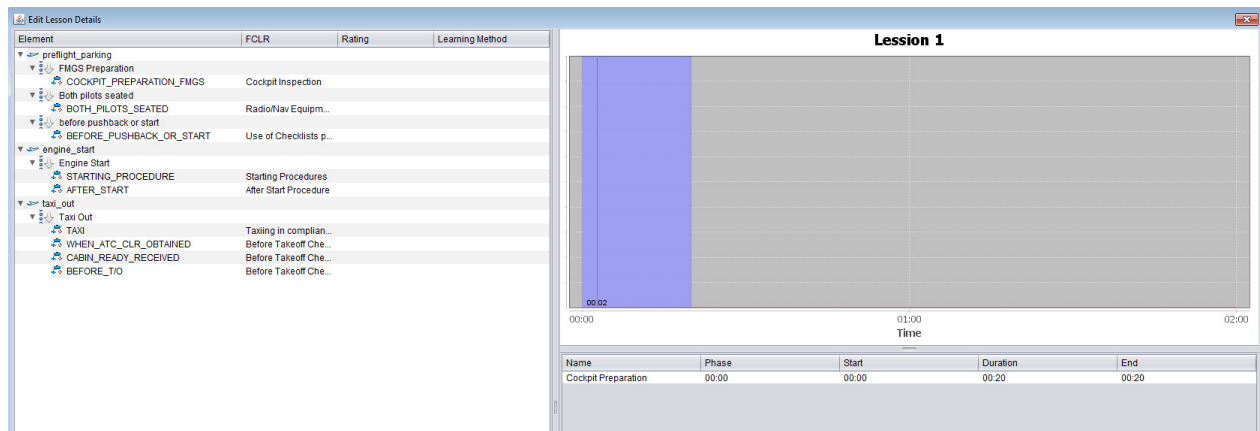 Edit Lesson Details
Element FCLR Rating Learning Method
preflight_parking
FMGS Preparation
COCKPIT_PREPARATION_FMGS Cockpit Inspection
Both pilots seated
BOTH_PILOTS_SEATED Radio/Nav Equipm...
before pushback or start
BEFORE_PUSHBACK_OR_START Use of Checklists p...
engine_start
Engine Start
STARTING_PROCEDURE Starting Procedures
AFTER_START After Start Procedure
taxi_out
Taxi Out
TAXI Taxiing in complian...
WHEN_ATC_CLR_OBTAINED Before Takeoff Che...
CABIN_READY_RECEIVED Before Takeoff Che...
BEFORE_T/O Before Takeoff Che...
Lession 1
00:02
00:00 01:00 02:00
Time
Name Phase Start Duration End
Cockpit Preparation 00:00 00:00 00:20 00:20